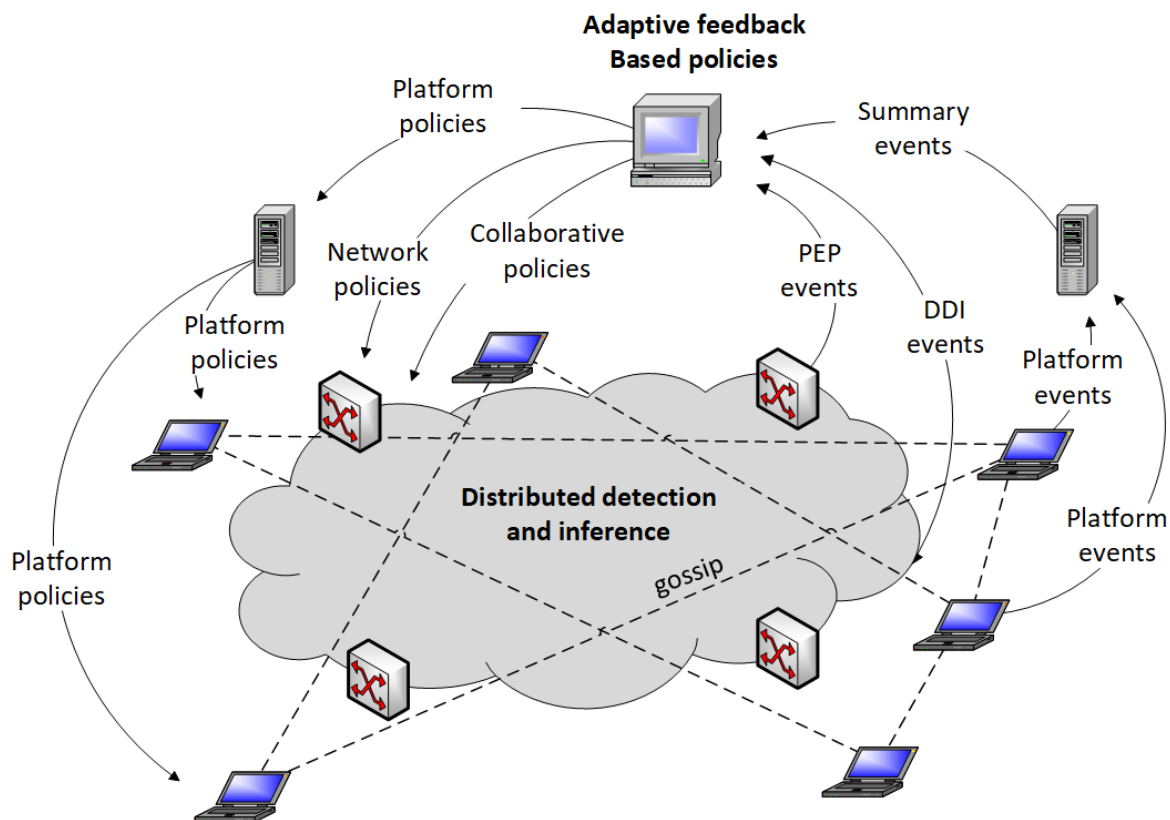 Adaptive feedback
Based policies
Platform
policies
Summary
events
Network
policies
Collaborative
policies
PEP
events
DDI
events
Platform
policies
Platform
events
Distributed detection
and inference
gossip
Platform
events
Platform
policies